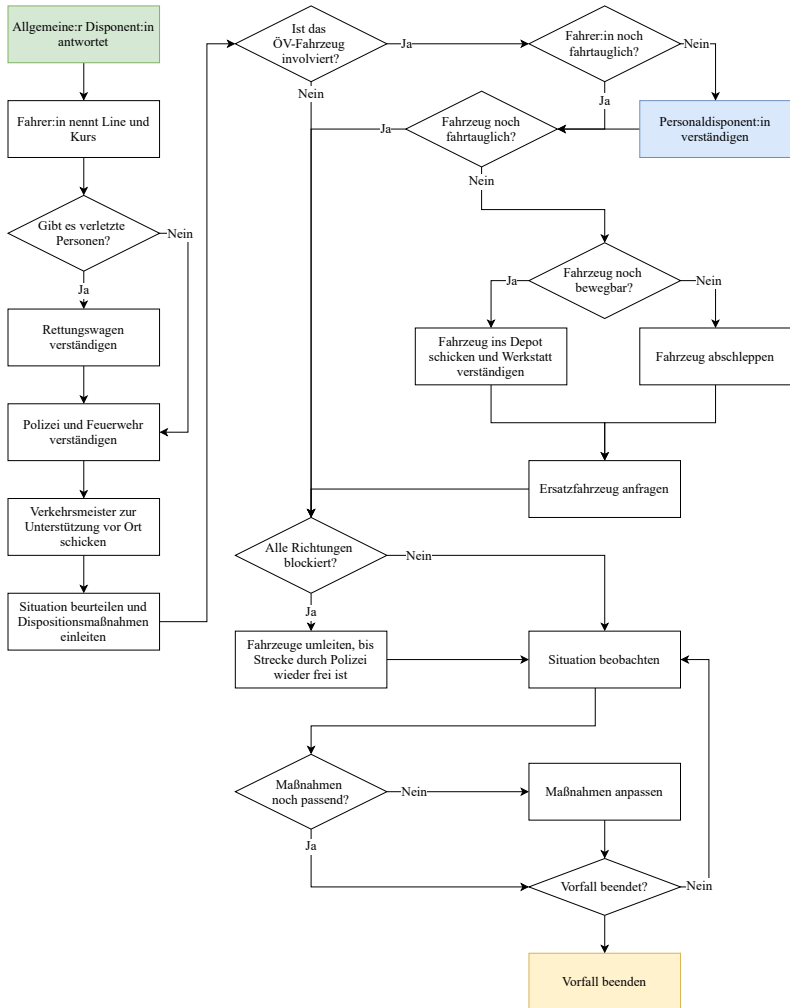 Allgemeine:r Disponent:in
antwortet
Fahrer:in nennt Line und
Kurs
Gibt es verletzte
Personen?
Nein
Ja
Rettungswagen
verständigen
Polizei und Feuerwehr
verständigen
Verkehrsmeister zur
Unterstützung vor Ort
schicken
Situation beurteilen und
Dispositionsmaßnahmen
einleiten
Ist das
ÖV-Fahrzeug
involviert?
Ja
Nein
Fahrer:in noch
fahrtauglich?
Nein
Ja
Personaldisponent:in
verständigen
Fahrzeug noch
fahrtauglich?
Ja
Nein
Fahrzeug noch
bewegbar?
Ja
Nein
Fahrzeug ins Depot
schicken und Werkstatt
verständigen
Fahrzeug abschleppen
Ersatzfahrzeug anfragen
Alle Richtungen
blockiert?
Nein
Ja
Fahrzeuge umleiten, bis
Strecke durch Polizei
wieder frei ist
Situation beobachten
Maßnahmen
noch passend?
Nein
Ja
Maßnahmen anpassen
Vorfall beendet?
Nein
Vorfall beenden